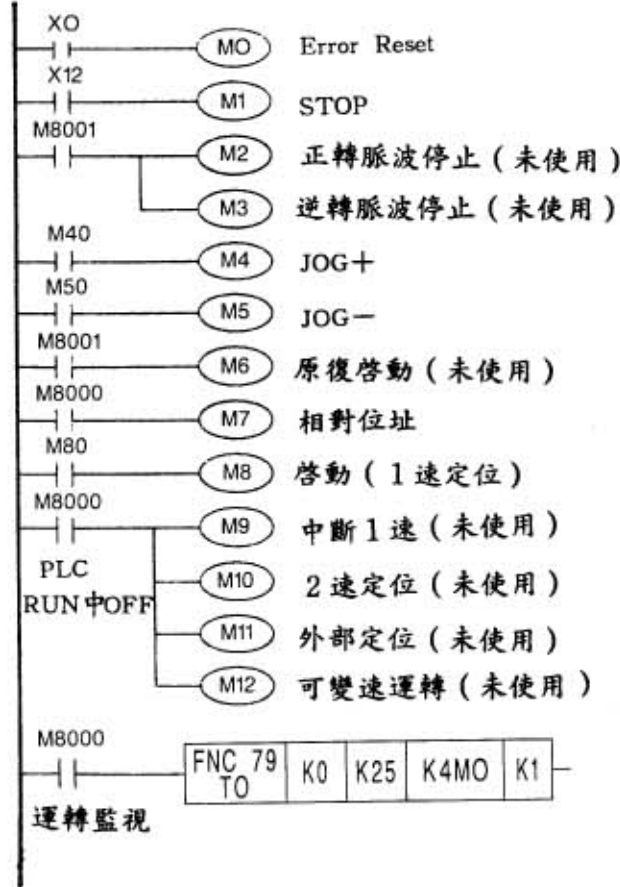 XO
MO Error Reset
X12
M1 STOP
M8001
M2 正轉脈波停止(未使用)
M3 逆轉脈波停止(未使用)
M40
M4 JOG+
M50
M5 JOG-
M8001
M6 原復啓動(未使用)
M8000
M7 相對位址
M80
M8 啓動(1速定位)
M8000
M9 中斷1速(未使用)
PLC
RUN中OFF
M10 2速定位(未使用)
M11 外部定位(未使用)
M12 可變速運轉(未使用)
M8000
FNC 79 TO K0 K25 K4MO K1
運轉監視